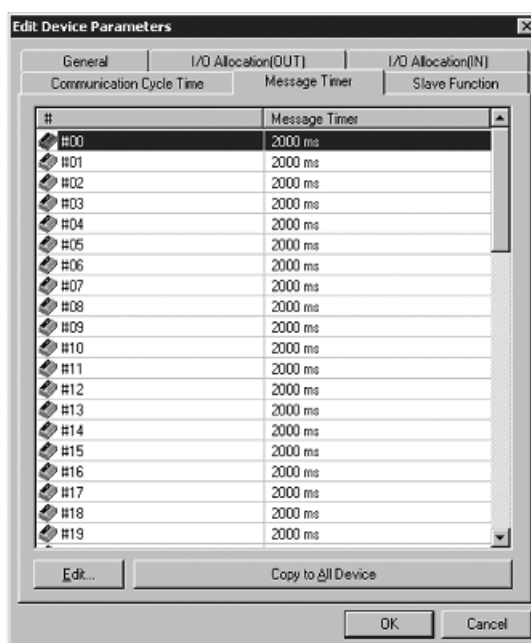 Edit Device Parameters
General I/O Allocation(OUT) I/O Allocation(IN)
Communication Cycle Time Message Timer Slave Function
# Message Timer
#00 2000 ms
#01 2000 ms
#02 2000 ms
#03 2000 ms
#04 2000 ms
#05 2000 ms
#06 2000 ms
#07 2000 ms
#08 2000 ms
#09 2000 ms
#10 2000 ms
#11 2000 ms
#12 2000 ms
#13 2000 ms
#14 2000 ms
#15 2000 ms
#16 2000 ms
#17 2000 ms
#18 2000 ms
#19 2000 ms
Edit... Copy to All Device
OK Cancel